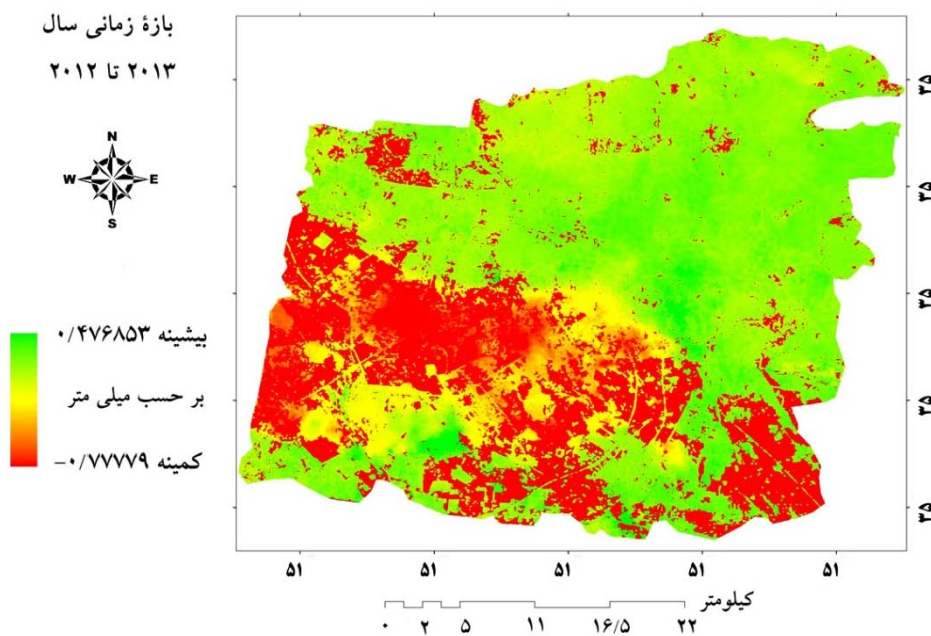 بازهٔ زمانی سال
۲۰۱۲ تا ۲۰۱۳
N
W E
S
بیشینه ۰/۴۷۶۸۵۳
بر حسب میلی متر
کمینه ۰/۷۷۷۷۹−
۳۵
۳۵
۳۵
۳۵
۳۵
۵۱ ۵۱ ۵۱ ۵۱ ۵۱
کیلومتر
۰ ۲ ۵ ۱۱ ۱۶/۵ ۲۲